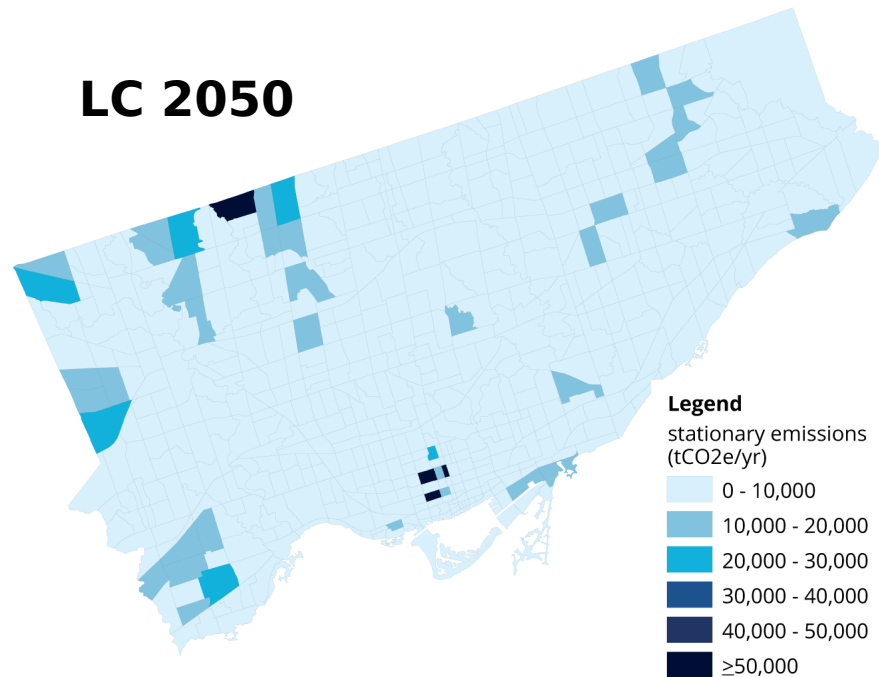 LC 2050
Legend
stationary emissions
(tCO2e/yr)
0 - 10,000
10,000 - 20,000
20,000 - 30,000
30,000 - 40,000
40,000 - 50,000
≥50,000